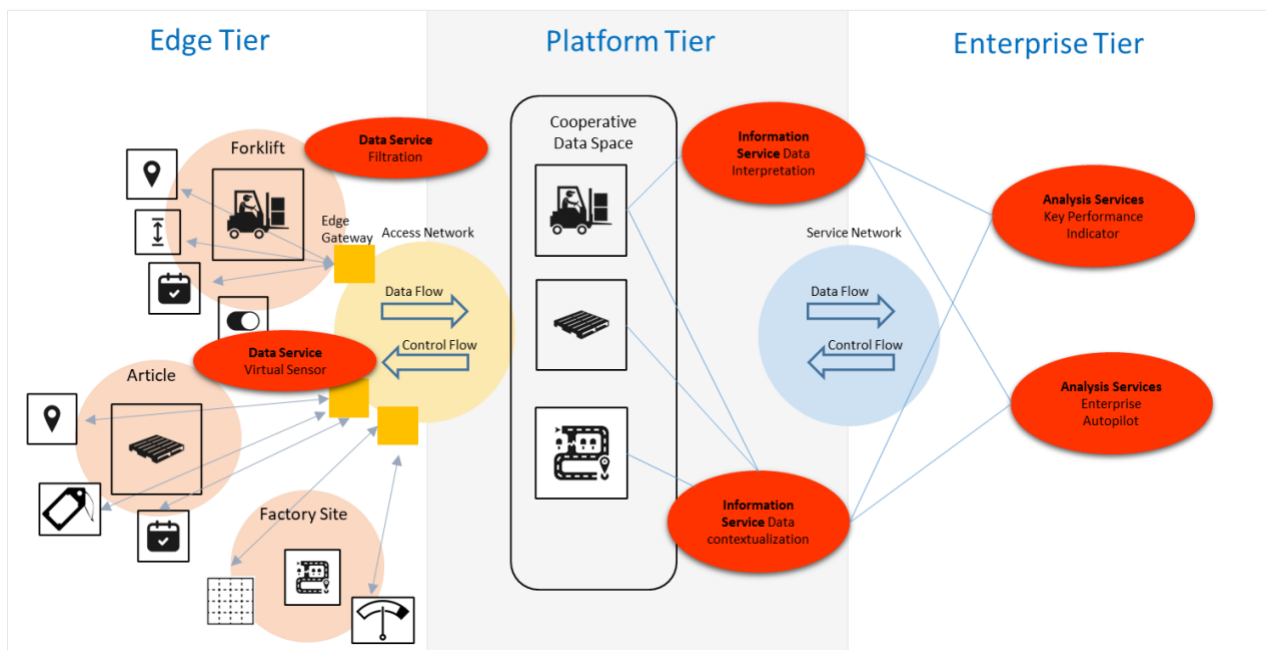 Edge Tier
Platform Tier
Enterprise Tier
Forklift
Data Service
Filtration
Edge
Gateway
Access Network
Data Flow
Control Flow
Data Service
Virtual Sensor
Article
Factory Site
Cooperative
Data Space
Information
Service Data
Interpretation
Information
Service Data
contextualization
Service Network
Data Flow
Control Flow
Analysis Services
Key Performance
Indicator
Analysis Services
Enterprise
Autopilot